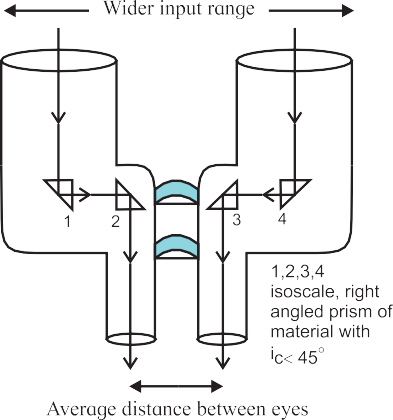 Wider input range
1
2
3
4
1,2,3,4
isoscale, right
angled prism of
material with
ic< 45°
Average distance between eyes